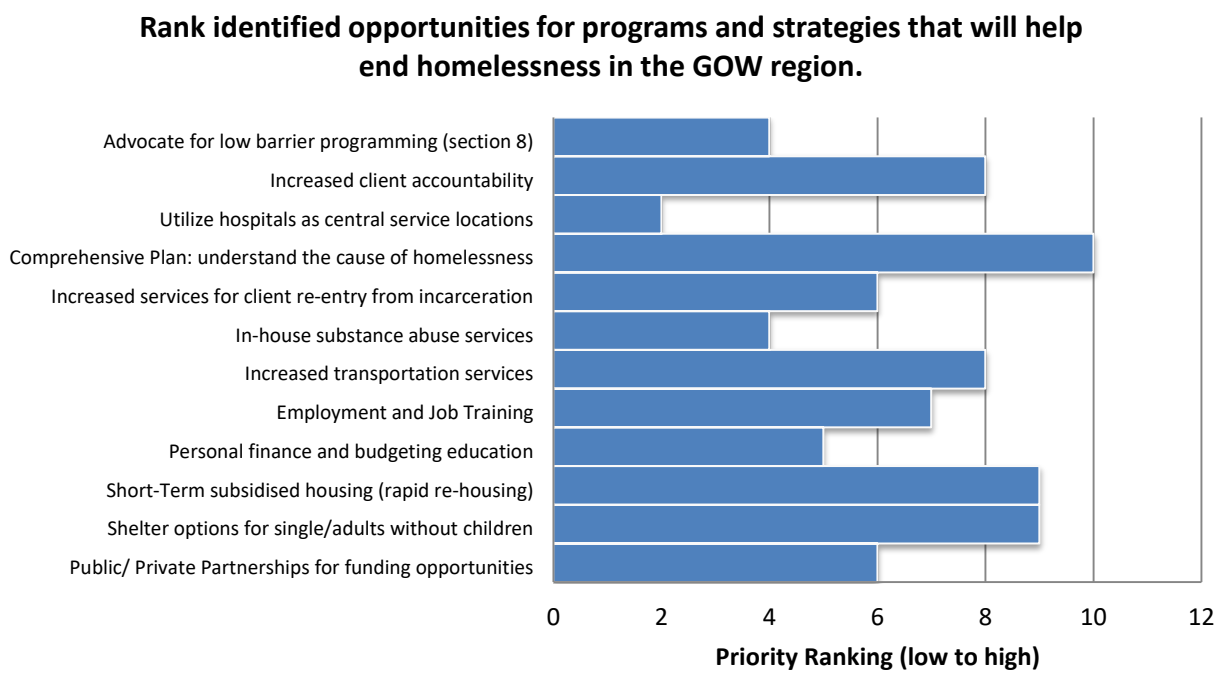 Rank identified opportunities for programs and strategies that will help
end homelessness in the GOW region.
Advocate for low barrier programming (section 8)
Increased client accountability
Utilize hospitals as central service locations
Comprehensive Plan: understand the cause of homelessness
Increased services for client re-entry from incarceration
In-house substance abuse services
Increased transportation services
Employment and Job Training
Personal finance and budgeting education
Short-Term subsidised housing (rapid re-housing)
Shelter options for single/adults without children
Public/ Private Partnerships for funding opportunities
0 2 4 6 8 10 12
Priority Ranking (low to high)